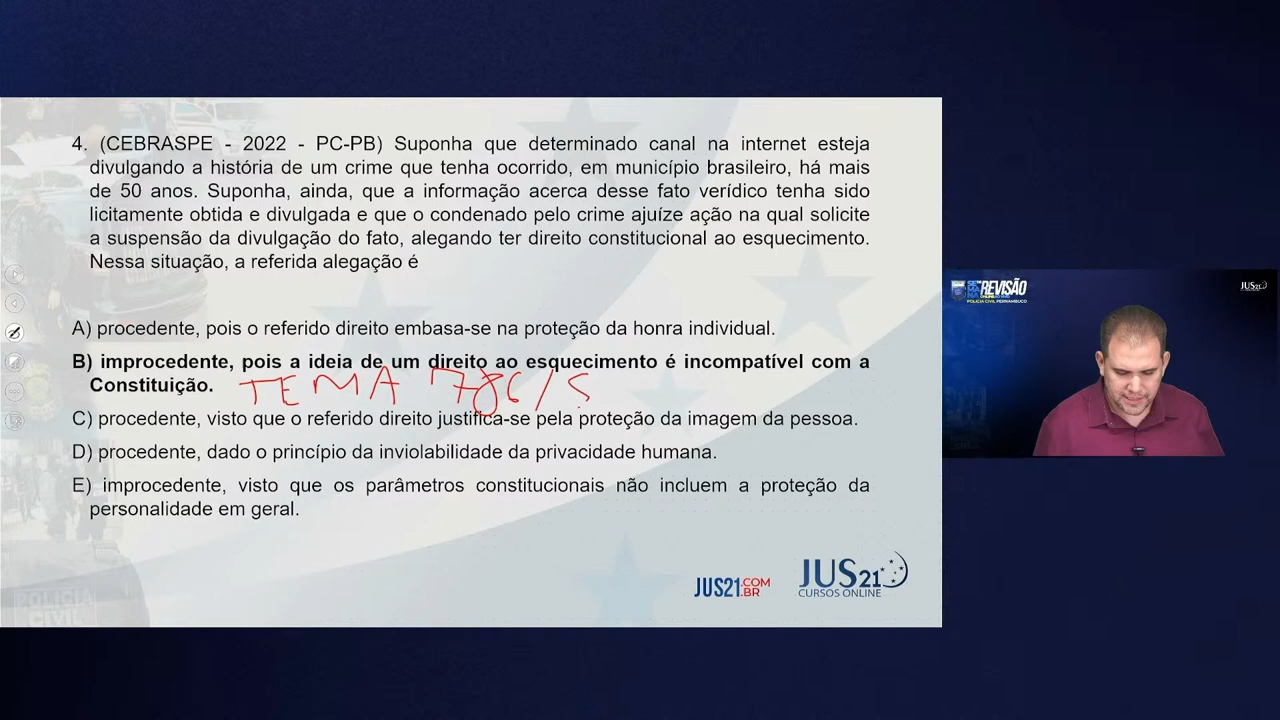 4. (CEBRASPE - 2022 - PC-PB) Suponha que determinado canal na internet esteja
divulgando a história de um crime que tenha ocorrido, em município brasileiro, há mais
de 50 anos. Suponha, ainda, que a informação acerca desse fato verídico tenha sido
licitamente obtida e divulgada e que o condenado pelo crime ajuíze ação na qual solicite
a suspensão da divulgação do fato, alegando ter direito constitucional ao esquecimento.
Nessa situação, a referida alegação é
A) procedente, pois o referido direito embasa-se na proteção da honra individual.
B) improcedente, pois a ideia de um direito ao esquecimento é incompatível com a
Constituição.
TEMA 786/S
C) procedente, visto que o referido direito justifica-se pela proteção da imagem da pessoa.
D) procedente, dado o princípio da inviolabilidade da privacidade humana.
E) improcedente, visto que os parâmetros constitucionais não incluem a proteção da
personalidade em geral.
JUS21.COM.BR
JUS21
CURSOS ONLINE
POLÍCIA
CIVIL
SEMANA
REVISÃO
POLÍCIA CIVIL PERNAMBUCO
JUS21